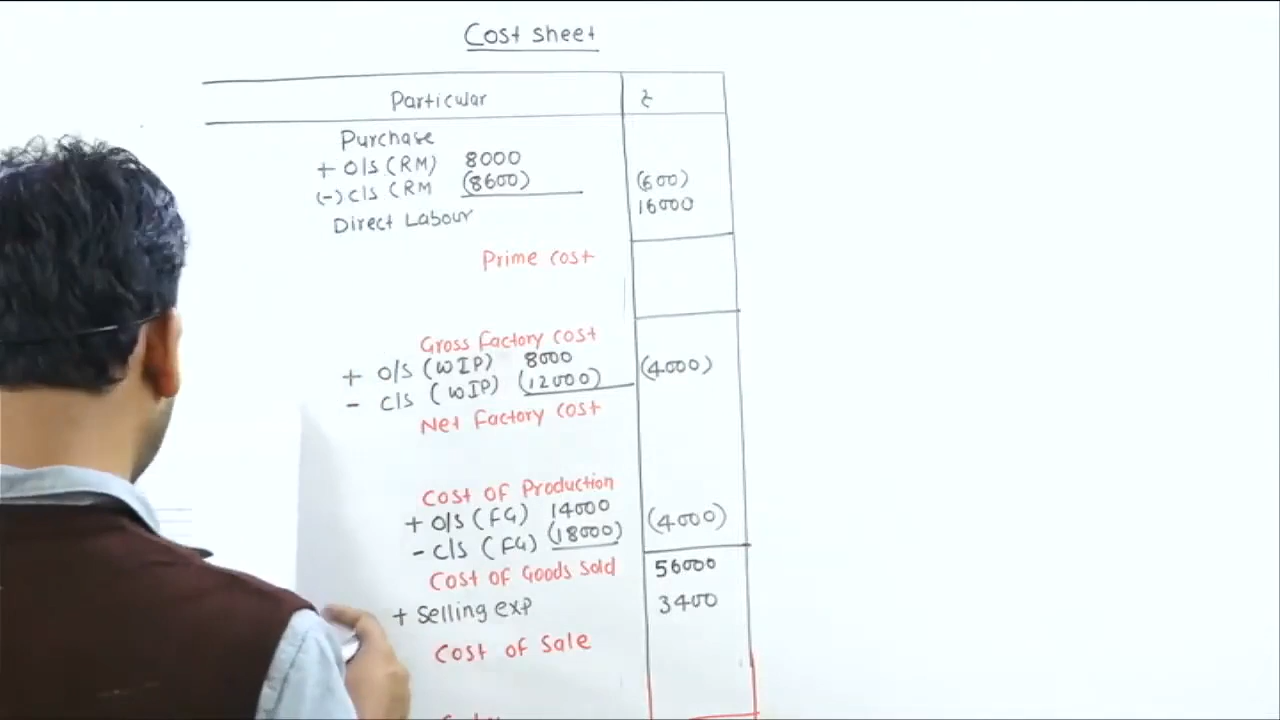 Cost sheet
Particular ₹
Purchase
+ O/S (RM) 8000
(-) C/S (RM (8600) (600)
16000
Direct Labour
Prime cost
Gross Factory cost
+ O/S (WIP) 8000 (4000)
- C/S (WIP) (12000)
Net Factory cost
Cost of Production
+ O/S (FG) 14000 (4000)
- C/S (FG) (18000)
Cost of Goods Sold 56000
+ Selling exp 3400
Cost of Sale